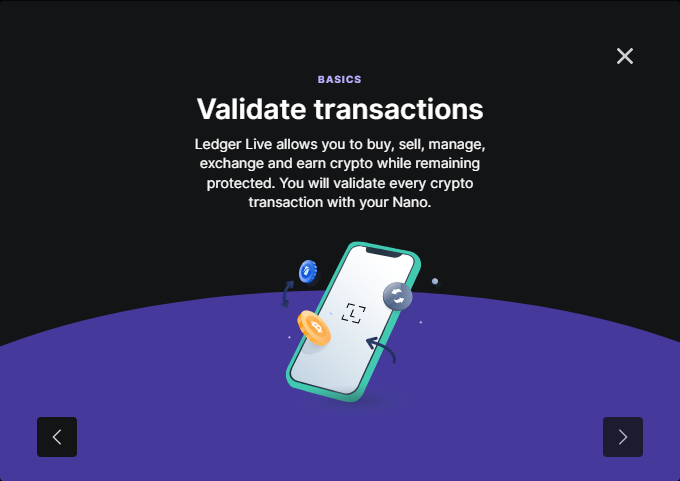 BASICS
Validate transactions
Ledger Live allows you to buy, sell, manage,
exchange and earn crypto while remaining
protected. You will validate every crypto
transaction with your Nano.